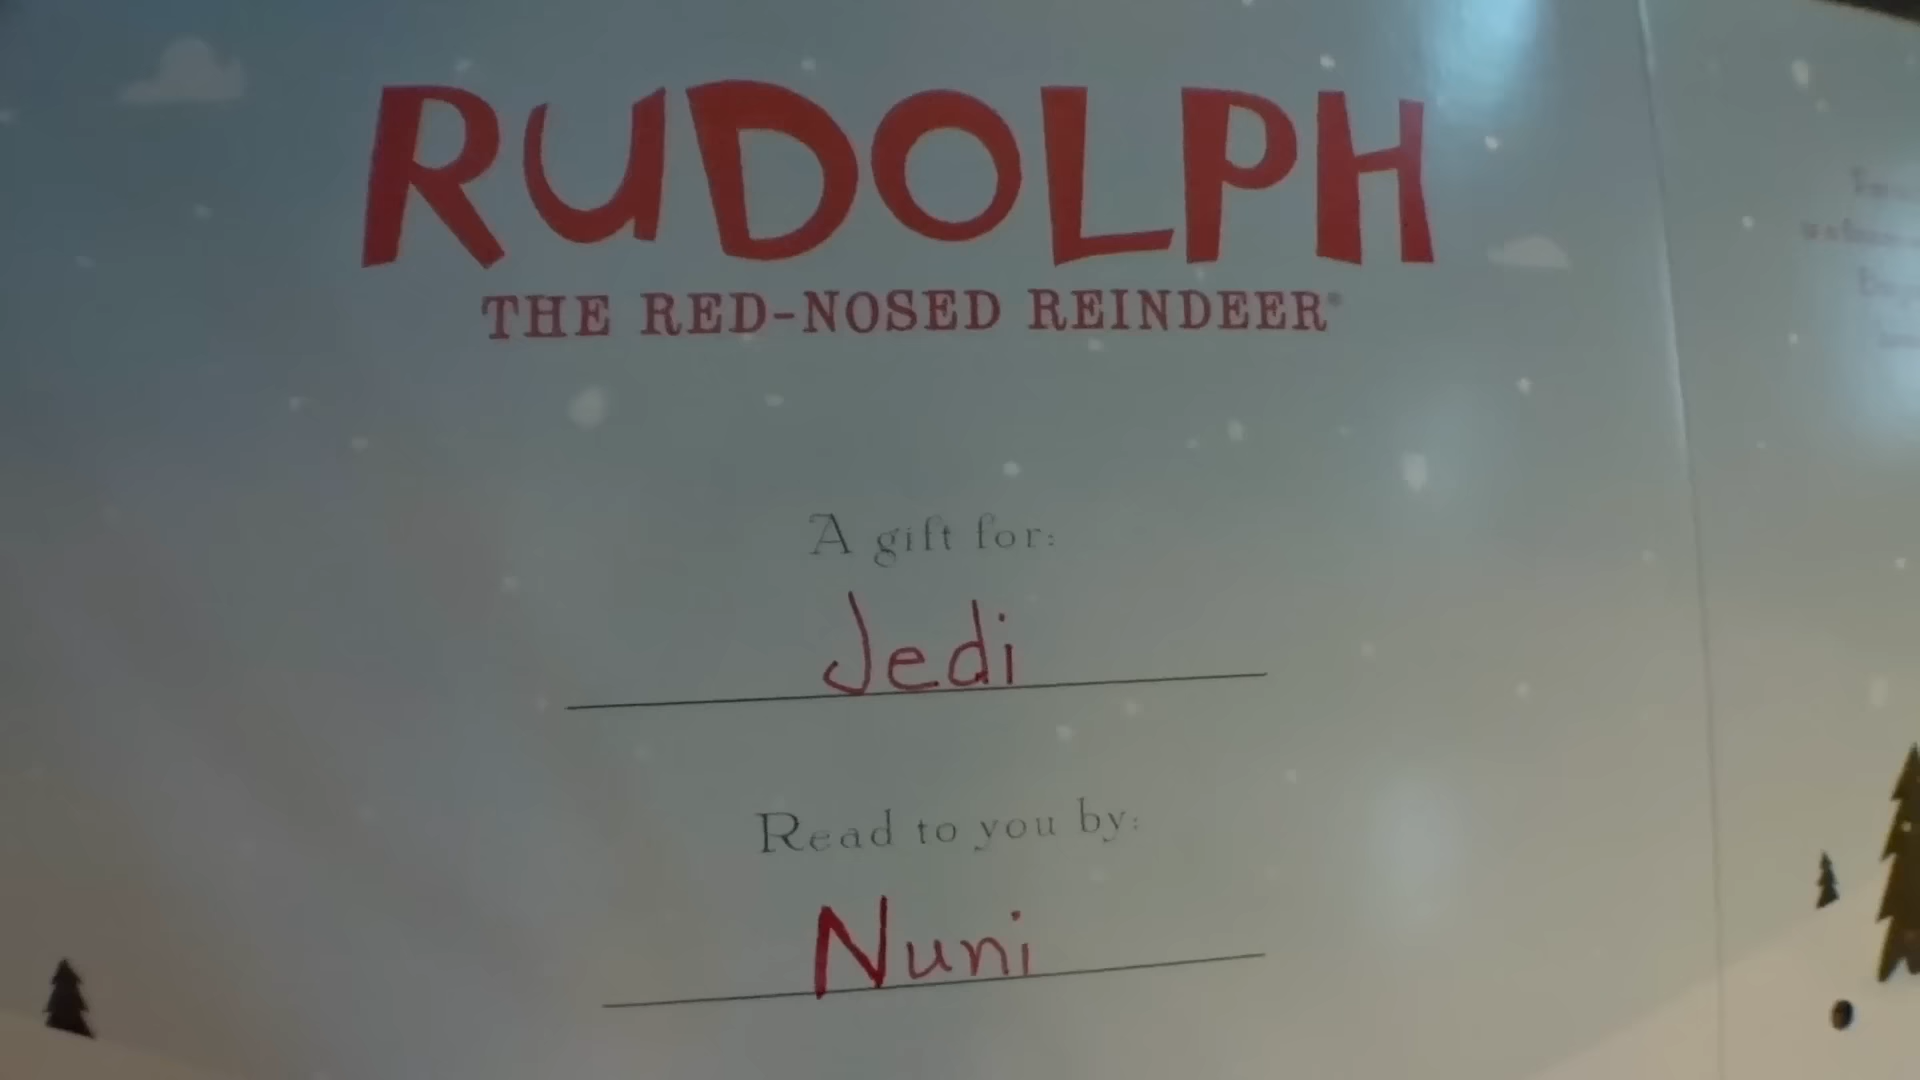 RUDOLPH
THE RED-NOSED REINDEER®
A gift for:
Jedi
Read to you by:
Nuni